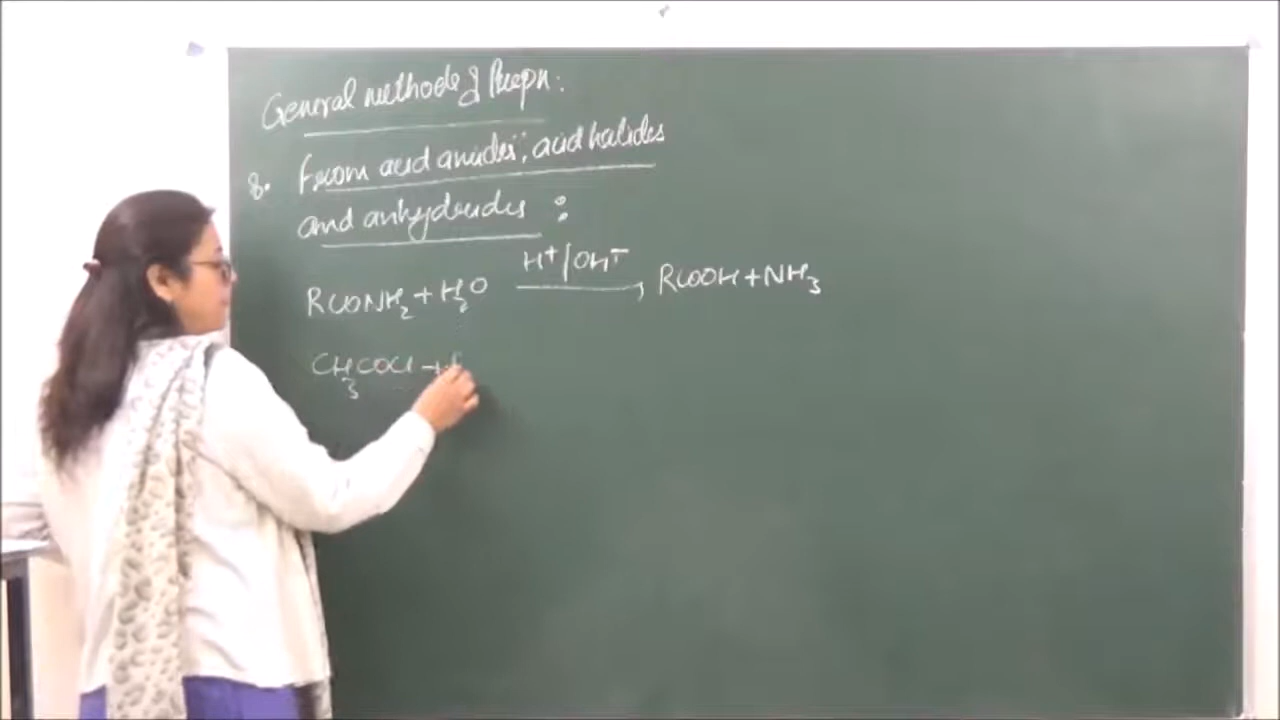 General methods of Prepn:
8. From acid amides, acid halides
and anhydrides :
H⁺/OH⁻
RCONH₂ + H₂O → RCOOH + NH₃
CH₃COCl +